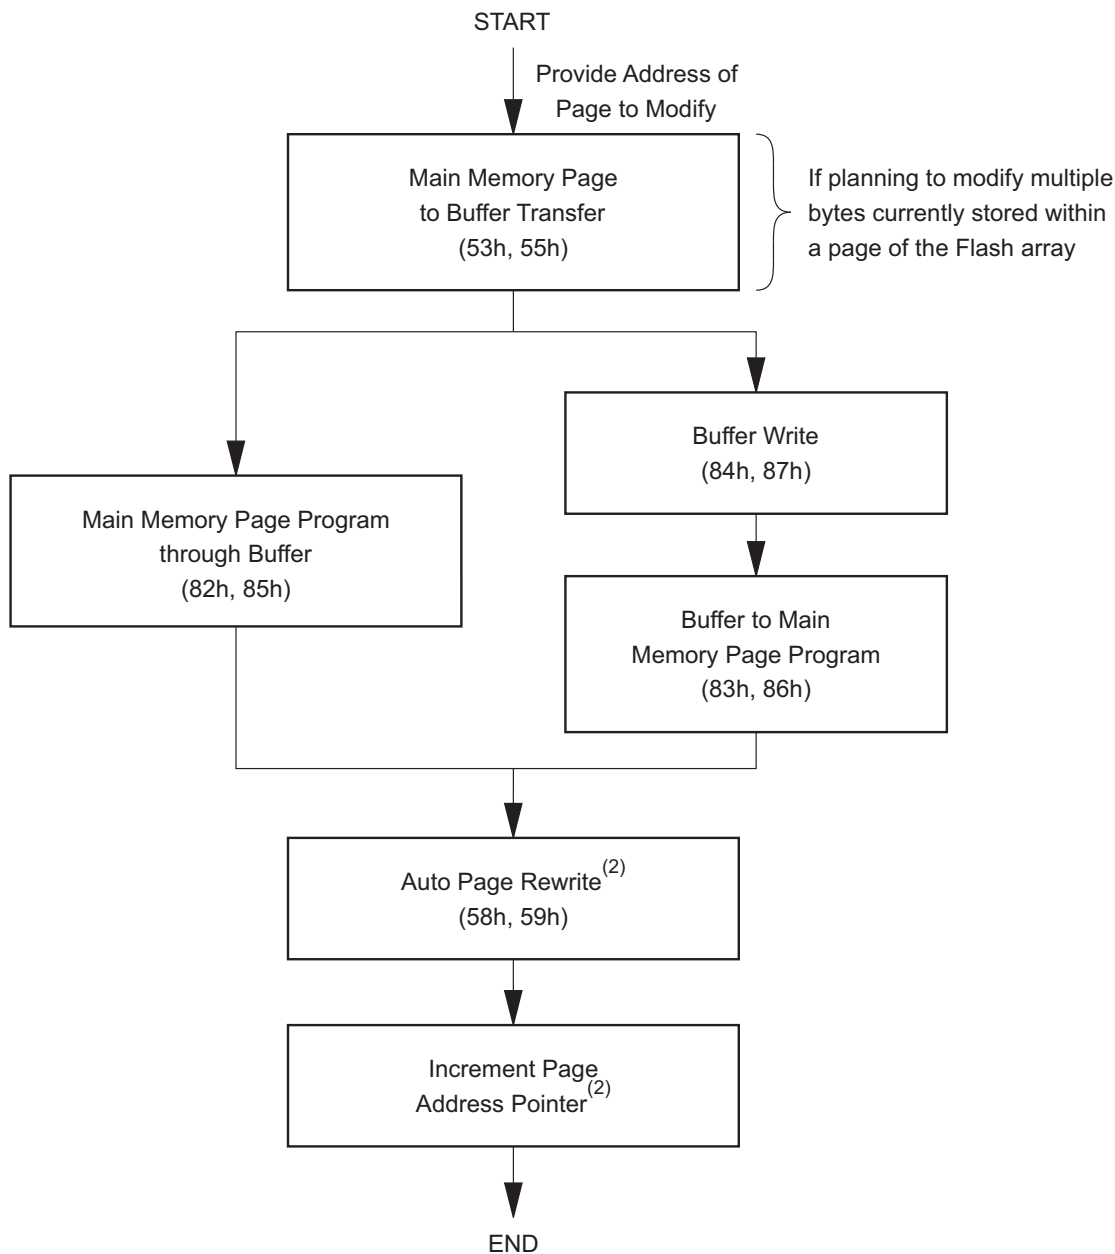 START
Provide Address of
Page to Modify
Main Memory Page
to Buffer Transfer
(53h, 55h)
If planning to modify multiple
bytes currently stored within
a page of the Flash array
Buffer Write
(84h, 87h)
Main Memory Page Program
through Buffer
(82h, 85h)
Buffer to Main
Memory Page Program
(83h, 86h)
Auto Page Rewrite(2)
(58h, 59h)
Increment Page
Address Pointer(2)
END